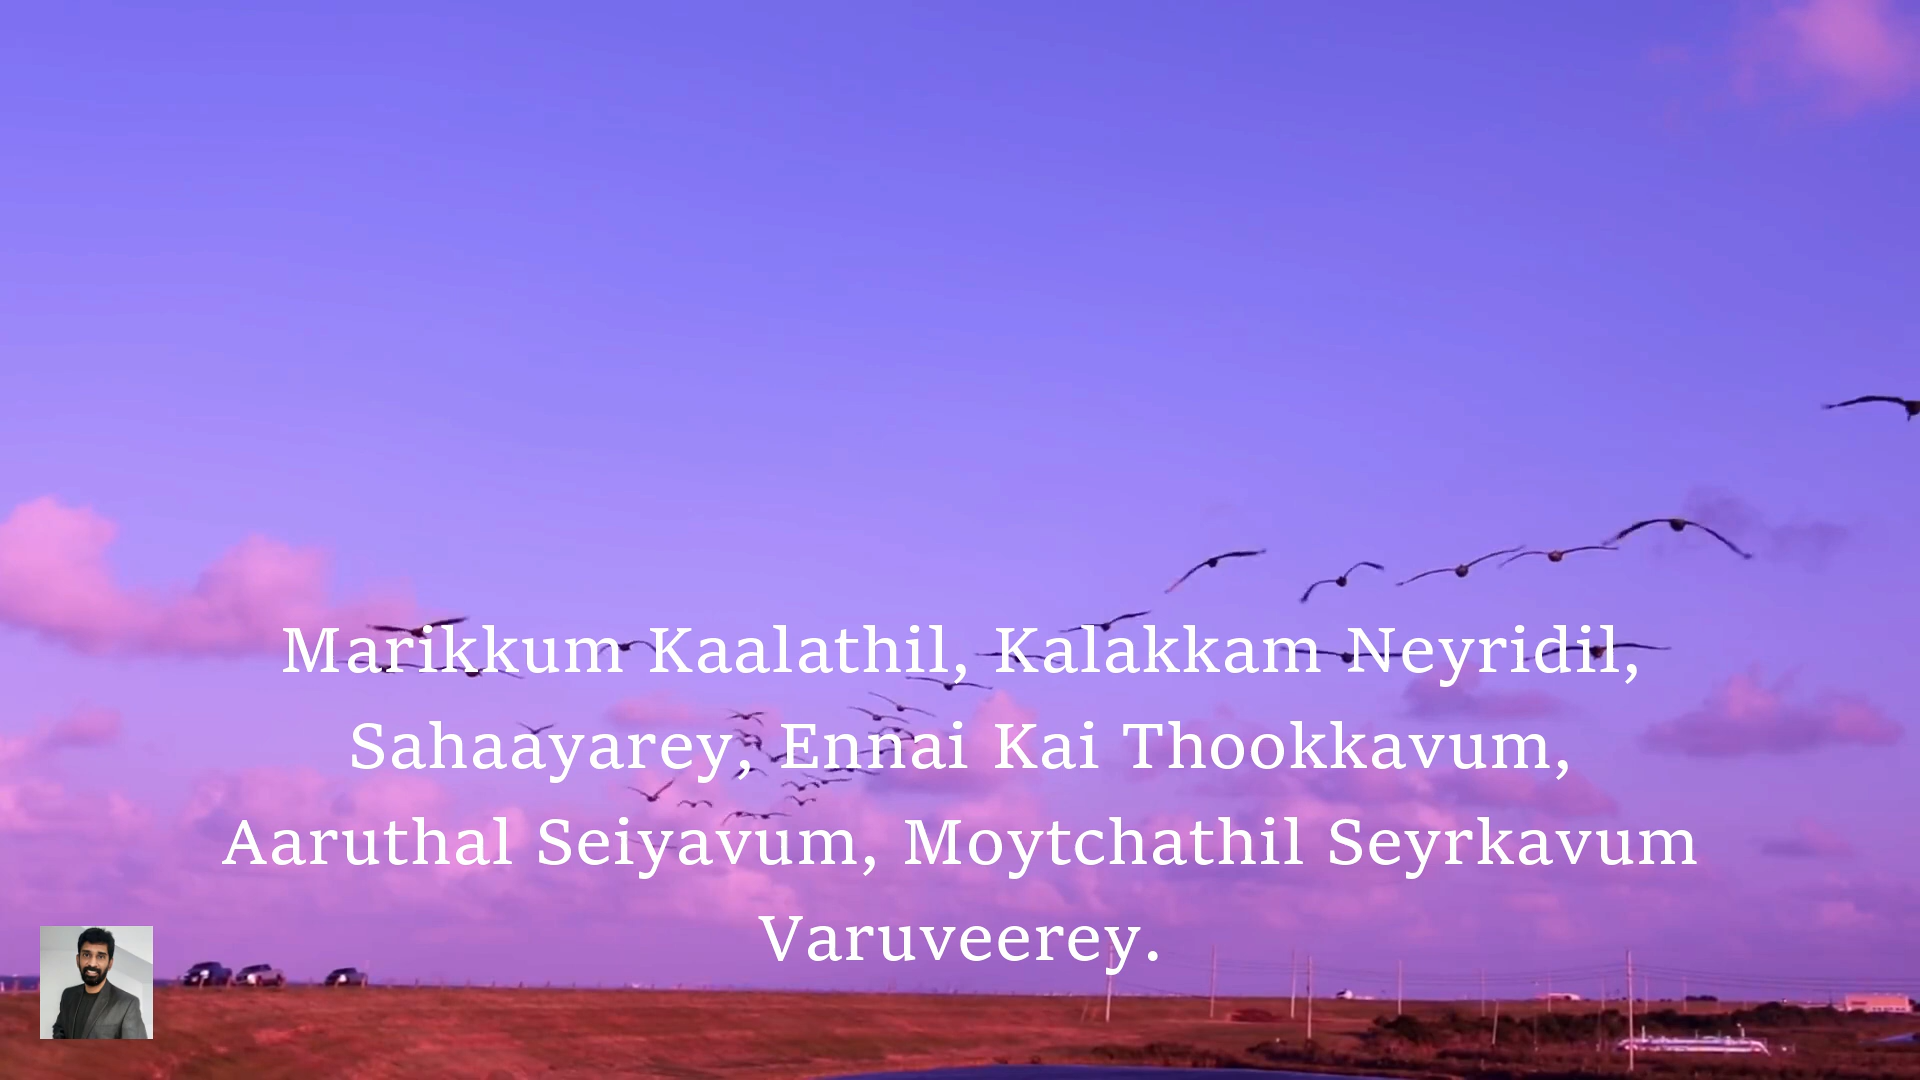 Marikkum Kaalathil, Kalakkam Neyridil,
Sahaayarey, Ennai Kai Thookkavum,
Aaruthal Seiyavum, Moytchathil Seyrkavum
Varuveerey.